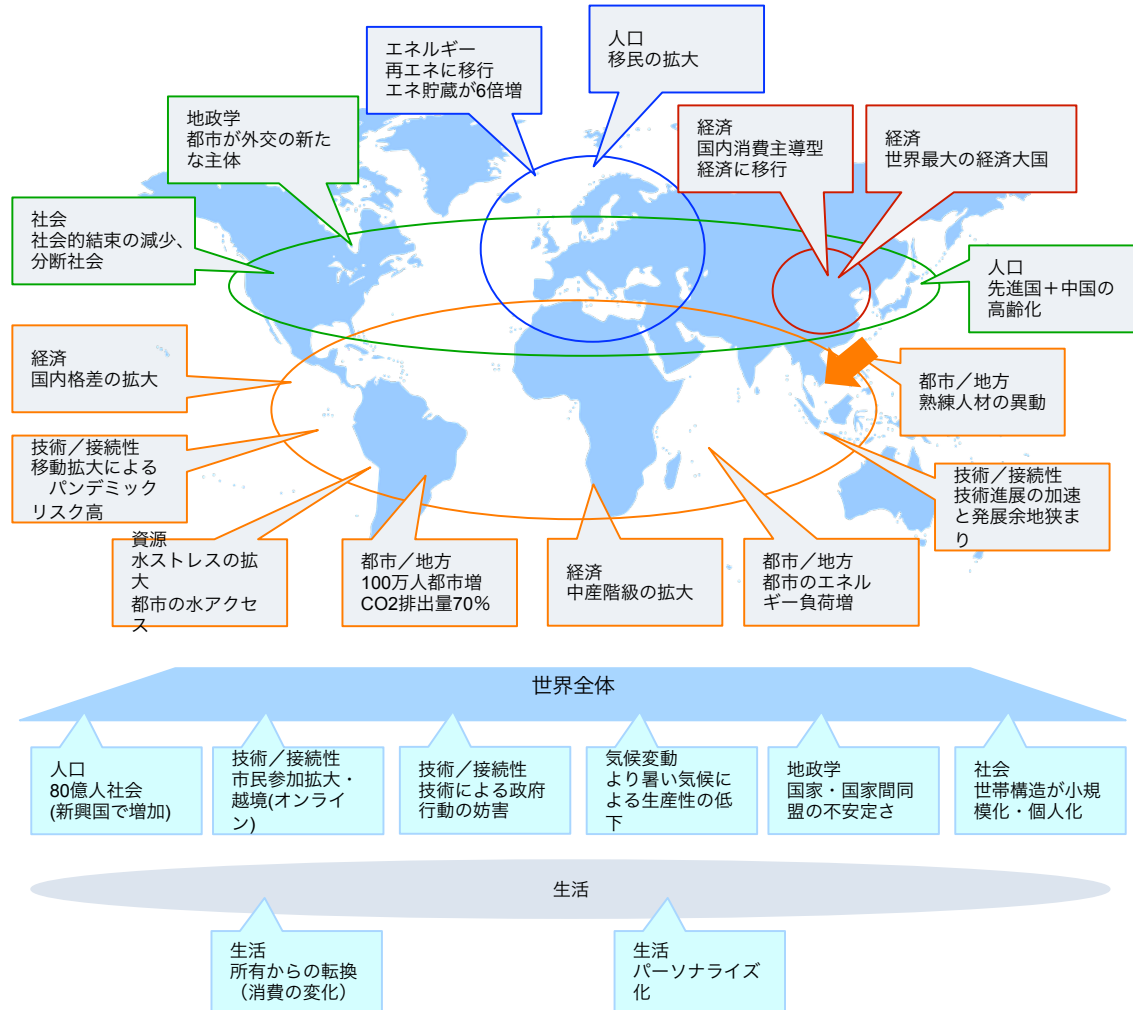 エネルギー
再エネに移行
エネ貯蔵が6倍増
人口
移民の拡大
地政学
都市が外交の新た
な主体
経済
国内消費主導型
経済に移行
経済
世界最大の経済大国
社会
社会的結束の減少、
分断社会
人口
先進国＋中国の
高齢化
経済
国内格差の拡大
都市／地方
熟練人材の異動
技術／接続性
移動拡大による
パンデミック
リスク高
技術／接続性
技術進展の加速
と発展余地狭ま
り
資源
水ストレスの拡
大
都市の水アクセ
ス
都市／地方
100万人都市増
CO2排出量70%
経済
中産階級の拡大
都市／地方
都市のエネル
ギー負荷増
世界全体
人口
80億人社会
(新興国で増加)
技術／接続性
市民参加拡大・
越境(オンライ
ン)
技術／接続性
技術による政府
行動の妨害
気候変動
より暑い気候に
よる生産性の低
下
地政学
国家・国家間同
盟の不安定さ
社会
世帯構造が小規
模化・個人化
生活
生活
所有からの転換
（消費の変化）
生活
パーソナライズ
化